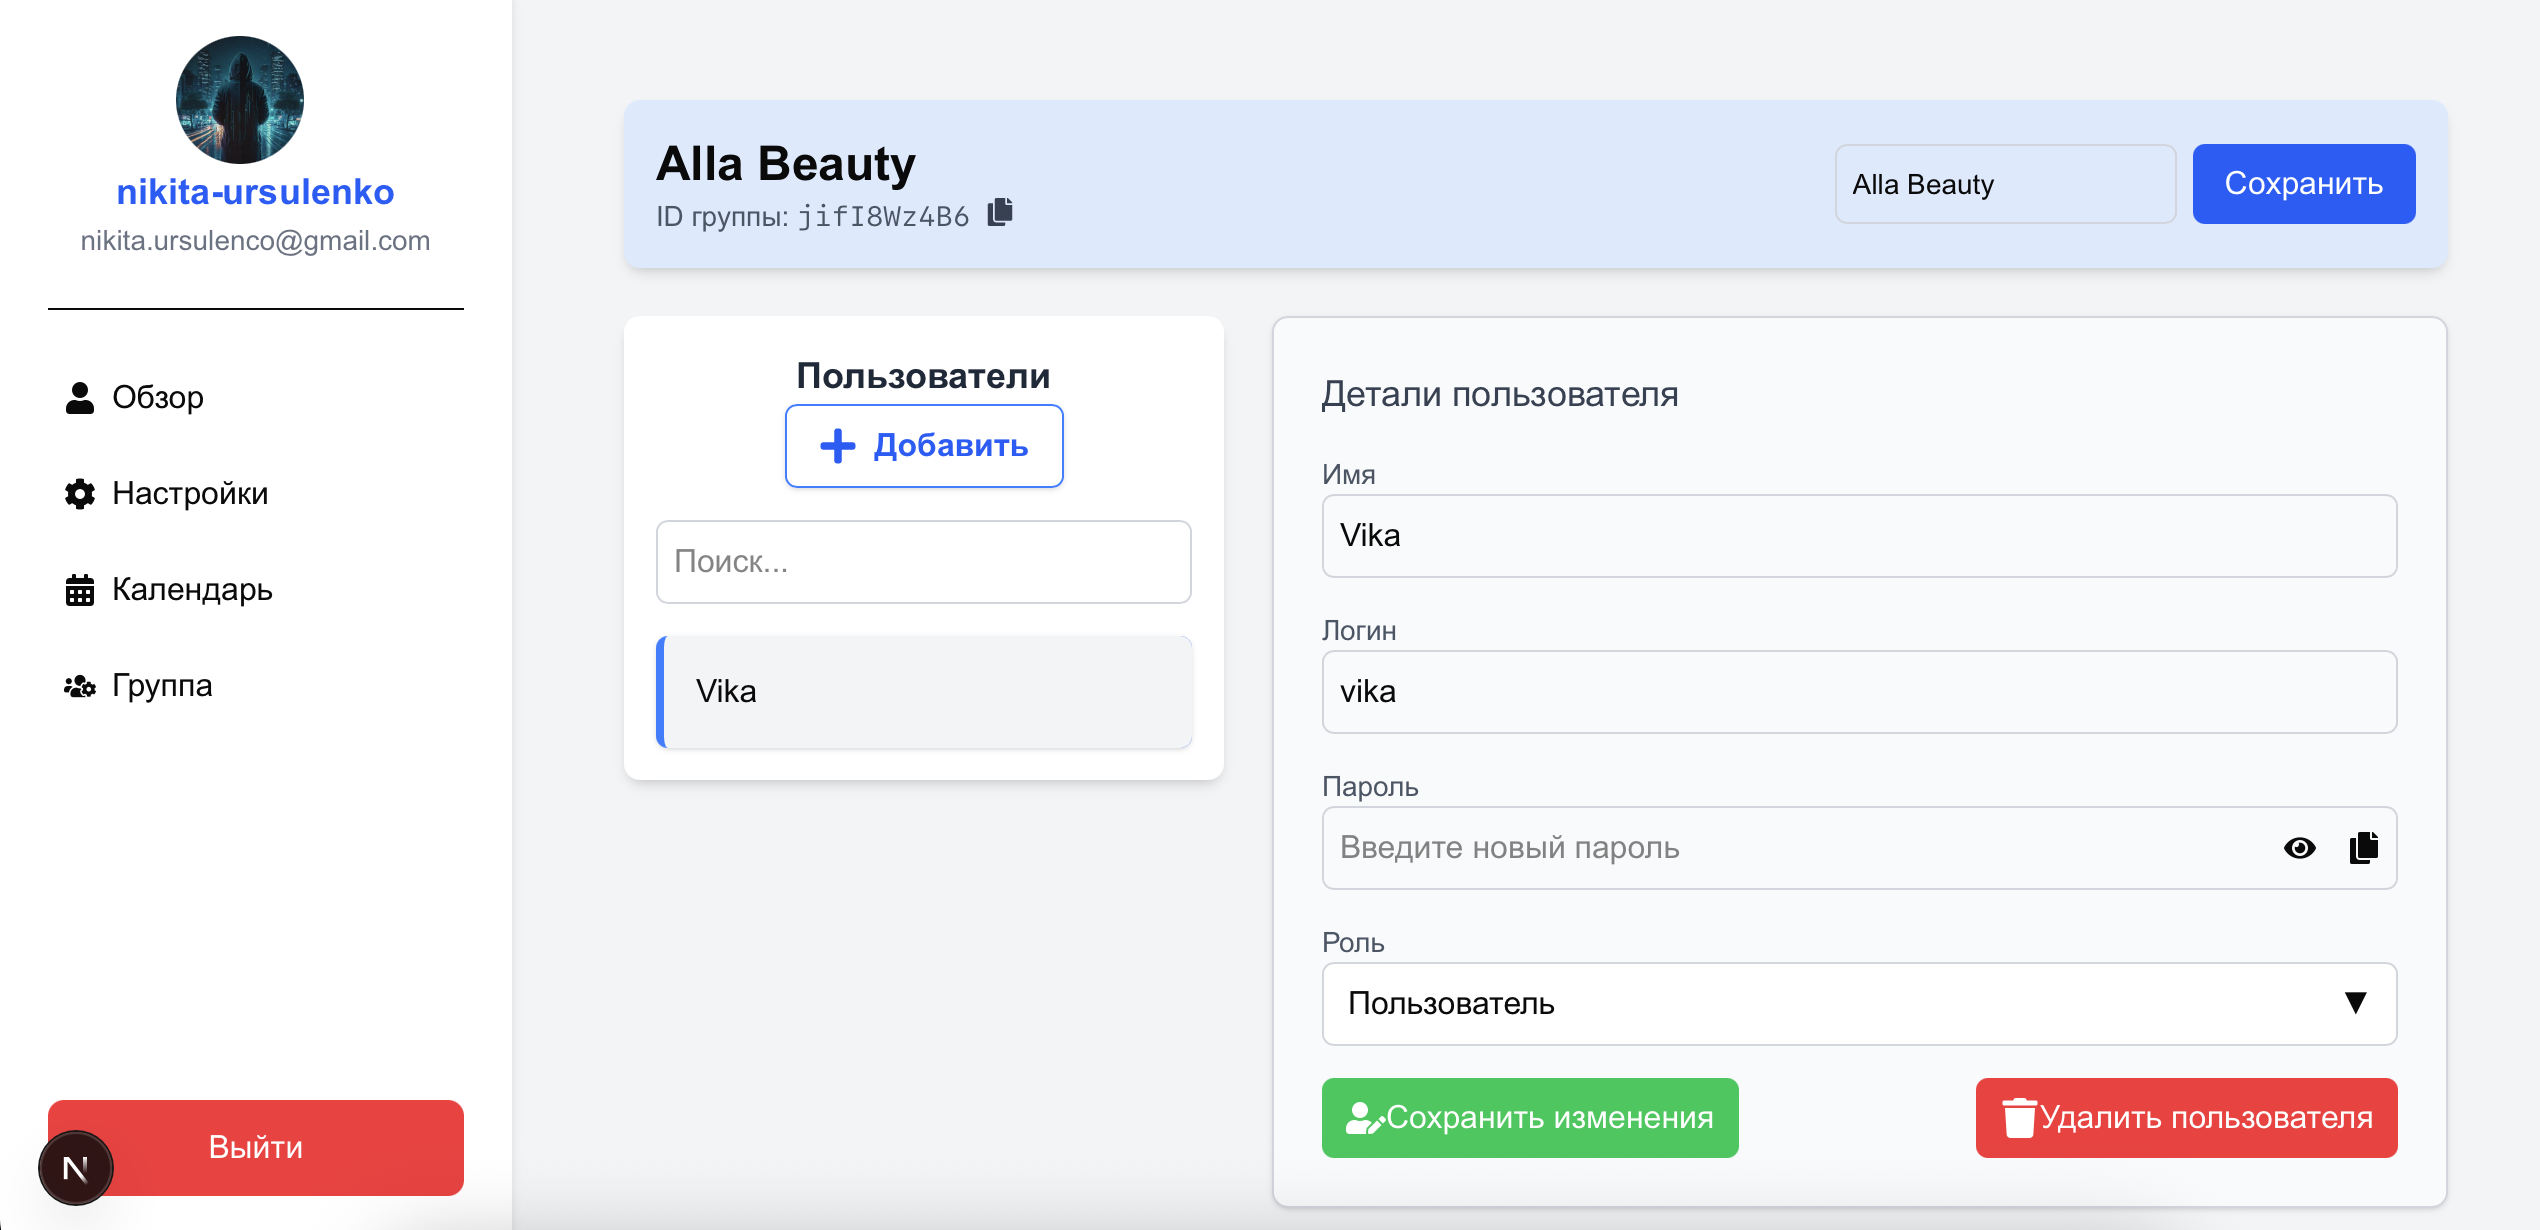 nikita-ursulenko
nikita.ursulenco@gmail.com
Обзор
Настройки
Календарь
Группа
Выйти
N
Alla Beauty
ID группы: jifI8Wz4B6
Alla Beauty
Сохранить
Пользователи
Добавить
Поиск...
Vika
Детали пользователя
Имя
Vika
Логин
vika
Пароль
Введите новый пароль
Роль
Пользователь
Сохранить изменения
Удалить пользователя